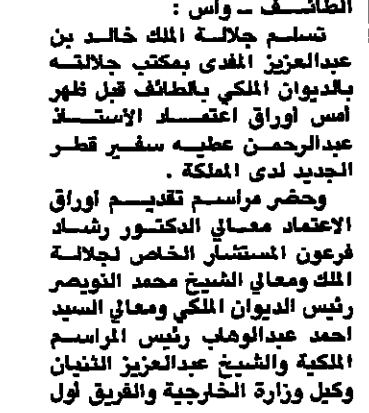 الطائف - واس :
تسلم جلالة الملك خالد بن
عبدالعزيز المفدى بمكتب جلالته
بالديوان الملكي بالطائف قبل ظهر
أمس أوراق اعتماد الأستاذ
عبدالرحمن عطيه سفير قطر
الجديد لدى المملكة .
وحضر مراسم تقديم أوراق
الاعتماد معالي الدكتور رشاد
فرعون المستشار الخاص لجلالة
الملك ومعالي الشيخ محمد النويصر
رئيس الديوان الملكي ومعالي السيد
احمد عبدالوهاب رئيس المراسم
الملكية والشيخ عبدالعزيز الثنيان
وكيل وزارة الخارجية والفريق أول